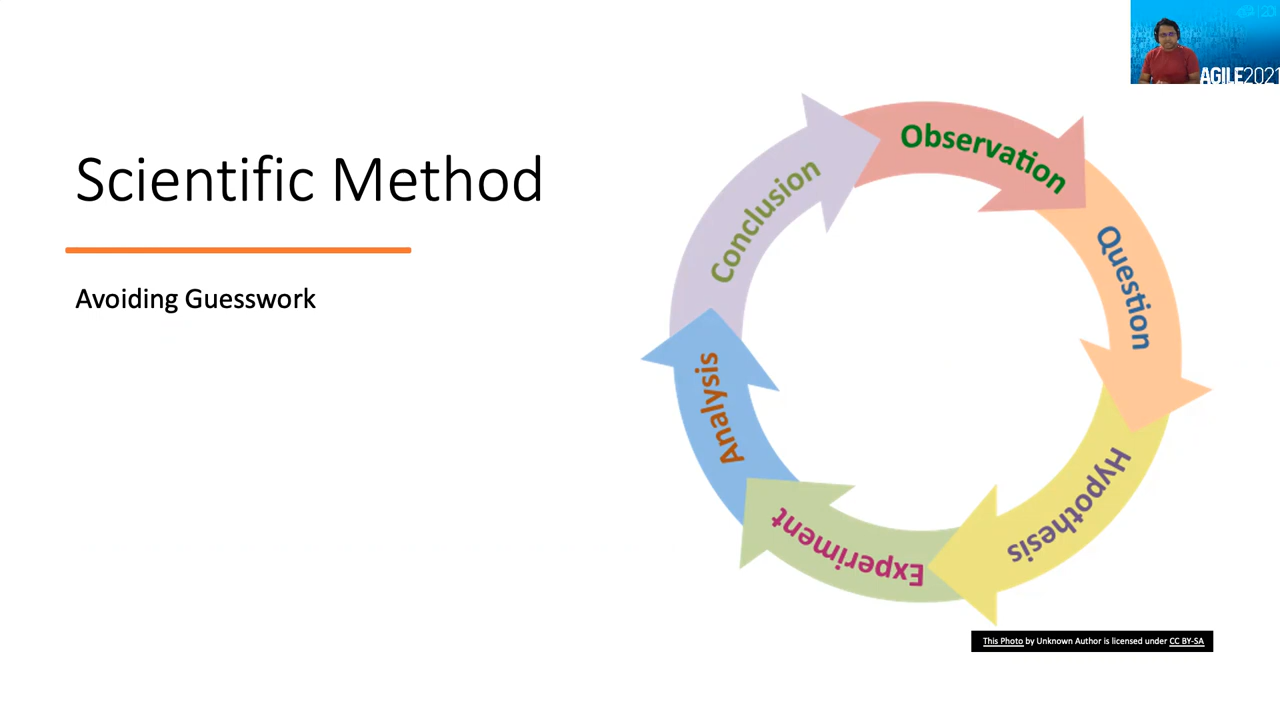 AGILE2021
Scientific Method
Avoiding Guesswork
Observation
Question
Hypothesis
Experiment
Analysis
Conclusion
This Photo by Unknown Author is licensed under CC BY-SA